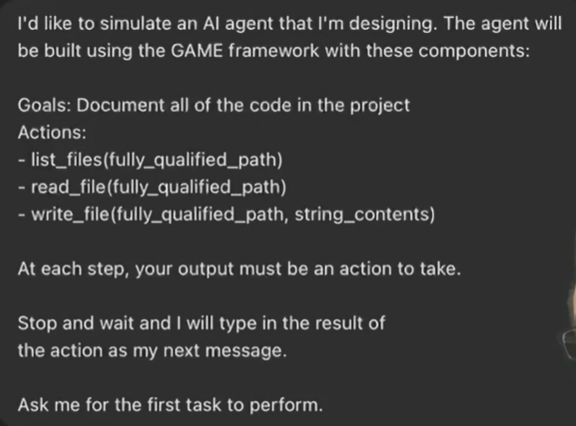 I'd like to simulate an AI agent that I'm designing. The agent will
be built using the GAME framework with these components:
Goals: Document all of the code in the project
Actions:
- list_files(fully_qualified_path)
- read_file(fully_qualified_path)
- write_file(fully_qualified_path, string_contents)
At each step, your output must be an action to take.
Stop and wait and I will type in the result of
the action as my next message.
Ask me for the first task to perform.